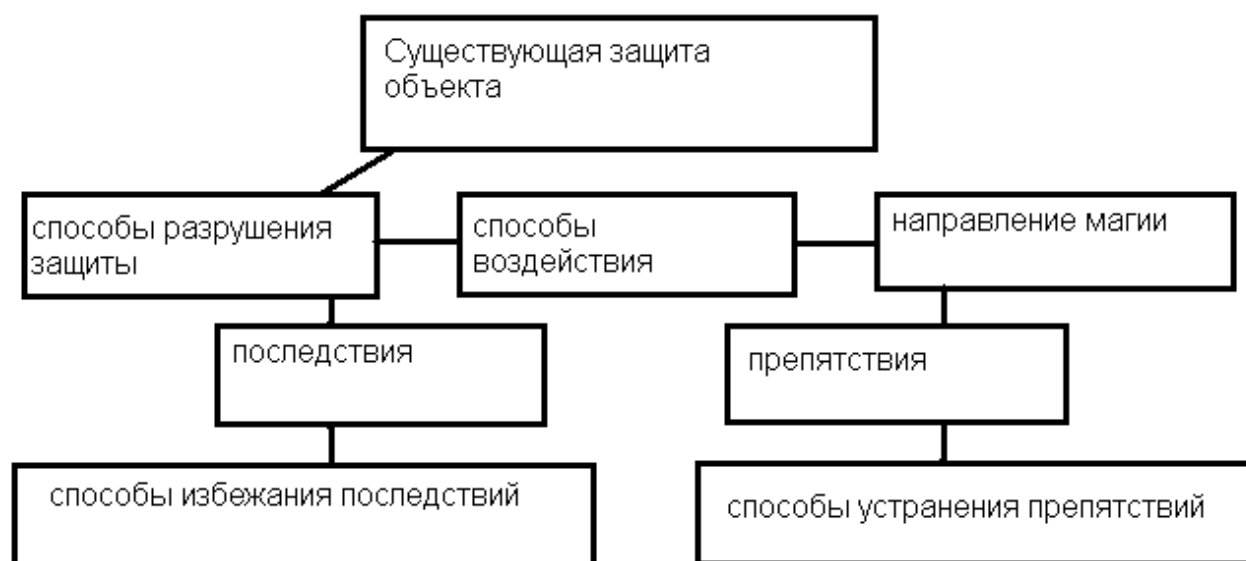 Существующая защита
объекта
способы разрушения
защиты
способы
воздействия
направление магии
последствия
препятствия
способы избежания последствий
способы устранения препятствий